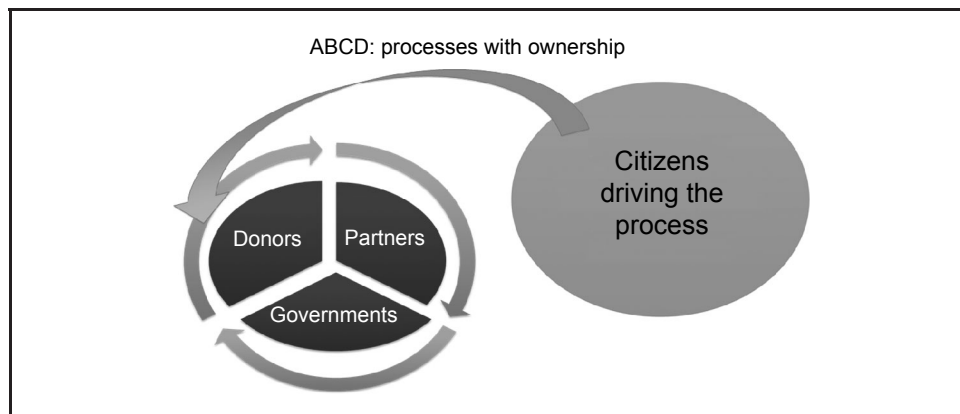 ABCD: processes with ownership
Citizens
driving the
process
Donors
Partners
Governments